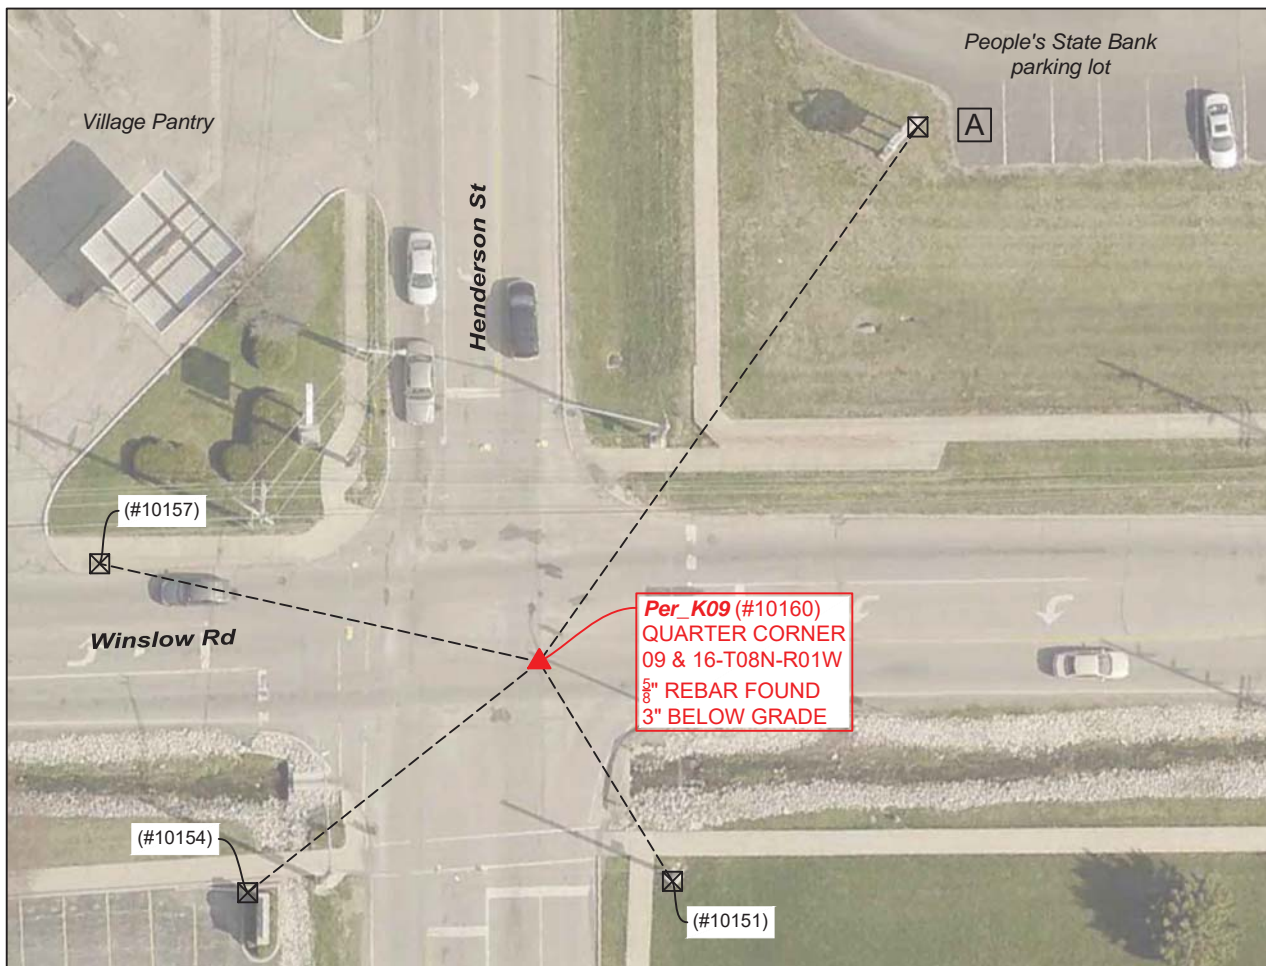 People's State Bank
parking lot
Village Pantry
A
Henderson St
(#10157)
Per_K09 (#10160)
QUARTER CORNER
09 & 16-T08N-R01W
5/8" REBAR FOUND
3" BELOW GRADE
Winslow Rd
(#10154)
(#10151)